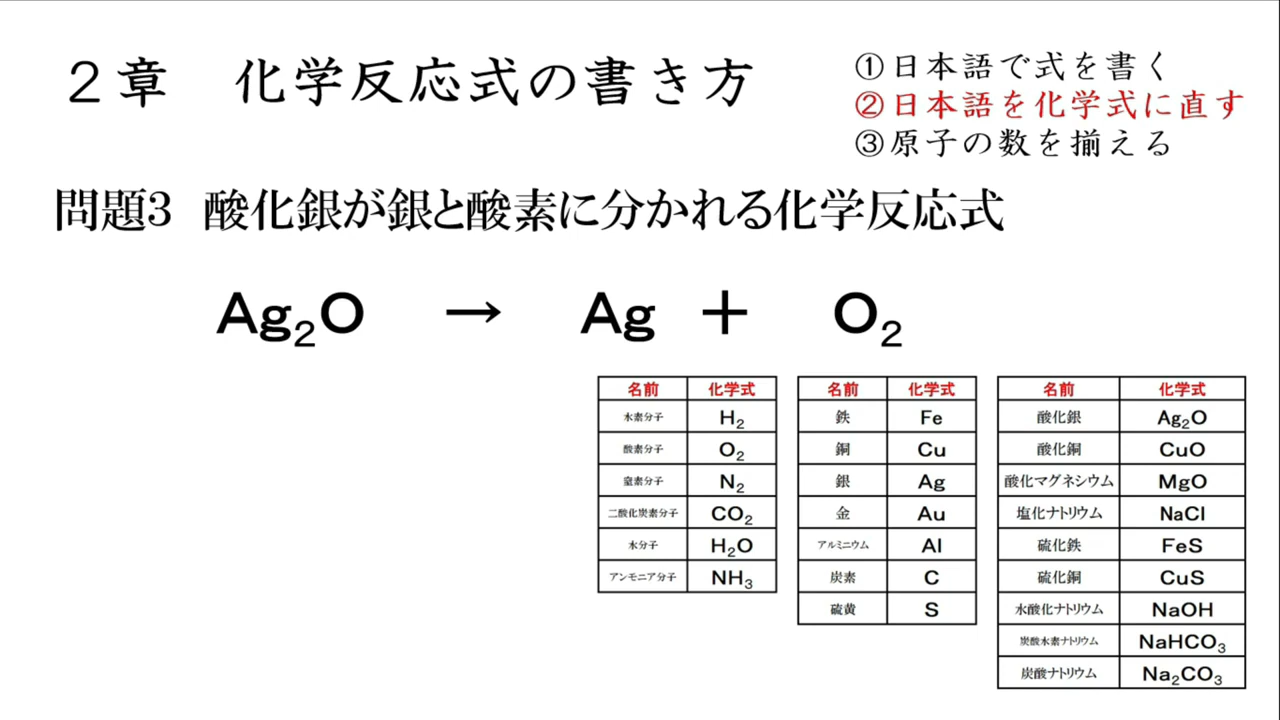 ２章　化学反応式の書き方
①日本語で式を書く
②日本語を化学式に直す
③原子の数を揃える
問題3　酸化銀が銀と酸素に分かれる化学反応式
Ag₂O → Ag ＋ O₂
名前 化学式
水素分子 H₂
酸素分子 O₂
窒素分子 N₂
二酸化炭素分子 CO₂
水分子 H₂O
アンモニア分子 NH₃
名前 化学式
鉄 Fe
銅 Cu
銀 Ag
金 Au
アルミニウム Al
炭素 C
硫黄 S
名前 化学式
酸化銀 Ag₂O
酸化銅 CuO
酸化マグネシウム MgO
塩化ナトリウム NaCl
硫化鉄 FeS
硫化銅 CuS
水酸化ナトリウム NaOH
炭酸水素ナトリウム NaHCO₃
炭酸ナトリウム Na₂CO₃